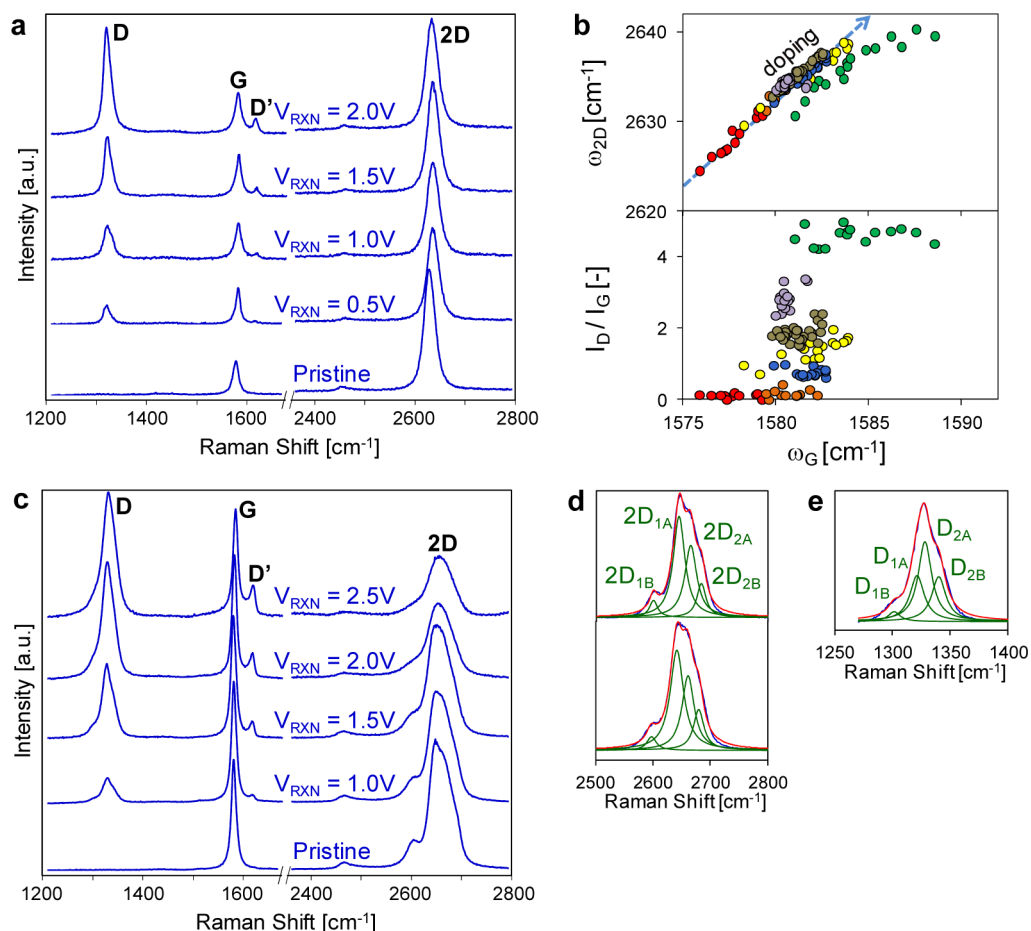 a
D
G
D'
2D
V_RXN = 2.0V
V_RXN = 1.5V
V_RXN = 1.0V
V_RXN = 0.5V
Pristine
Intensity [a.u.]
1200 1400 1600 2400 2600 2800
Raman Shift [cm⁻¹]
b
doping
ω_2D [cm⁻¹]
2640
2630
2620
I_D / I_G [-]
4
2
0
1575 1580 1585 1590
ω_G [cm⁻¹]
c
D
G
D'
2D
V_RXN = 2.5V
V_RXN = 2.0V
V_RXN = 1.5V
V_RXN = 1.0V
Pristine
Intensity [a.u.]
1200 1400 1600 2400 2600 2800
Raman Shift [cm⁻¹]
d
2D_1A
2D_2A
2D_1B
2D_2B
2500 2600 2700 2800
Raman Shift [cm⁻¹]
e
D_2A
D_1A
D_2B
D_1B
1250 1300 1350 1400
Raman Shift [cm⁻¹]